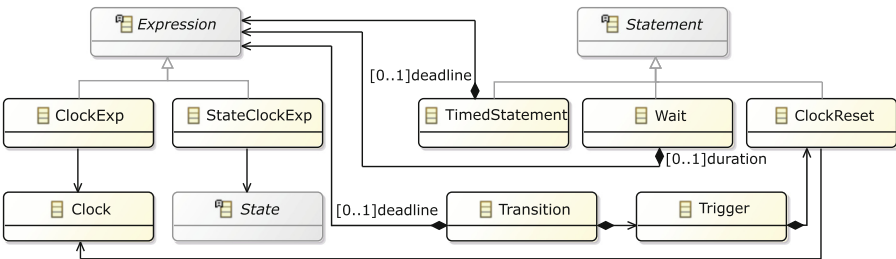 Expression
Statement
[0..1]deadline
ClockExp
StateClockExp
TimedStatement
Wait
ClockReset
[0..1]duration
Clock
State
[0..1]deadline
Transition
Trigger